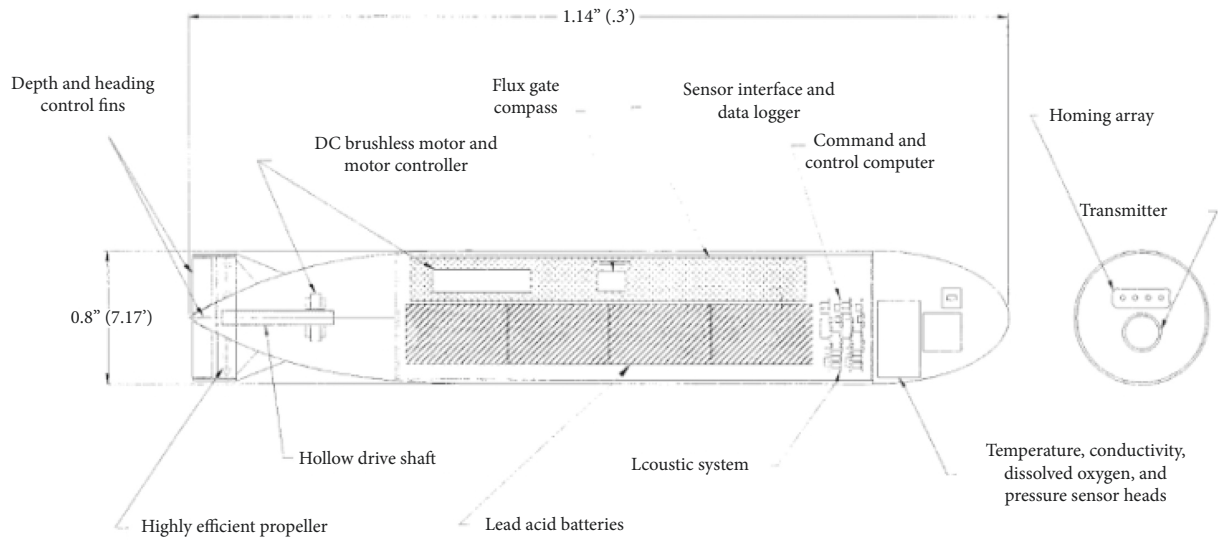 1.14” (.3’)
Depth and heading
control fins
Flux gate
compass
Sensor interface and
data logger
Homing array
DC brushless motor and
motor controller
Command and
control computer
Transmitter
0.8” (7.17’)
Hollow drive shaft
Lcoustic system
Temperature, conductivity,
dissolved oxygen, and
pressure sensor heads
Highly efficient propeller
Lead acid batteries